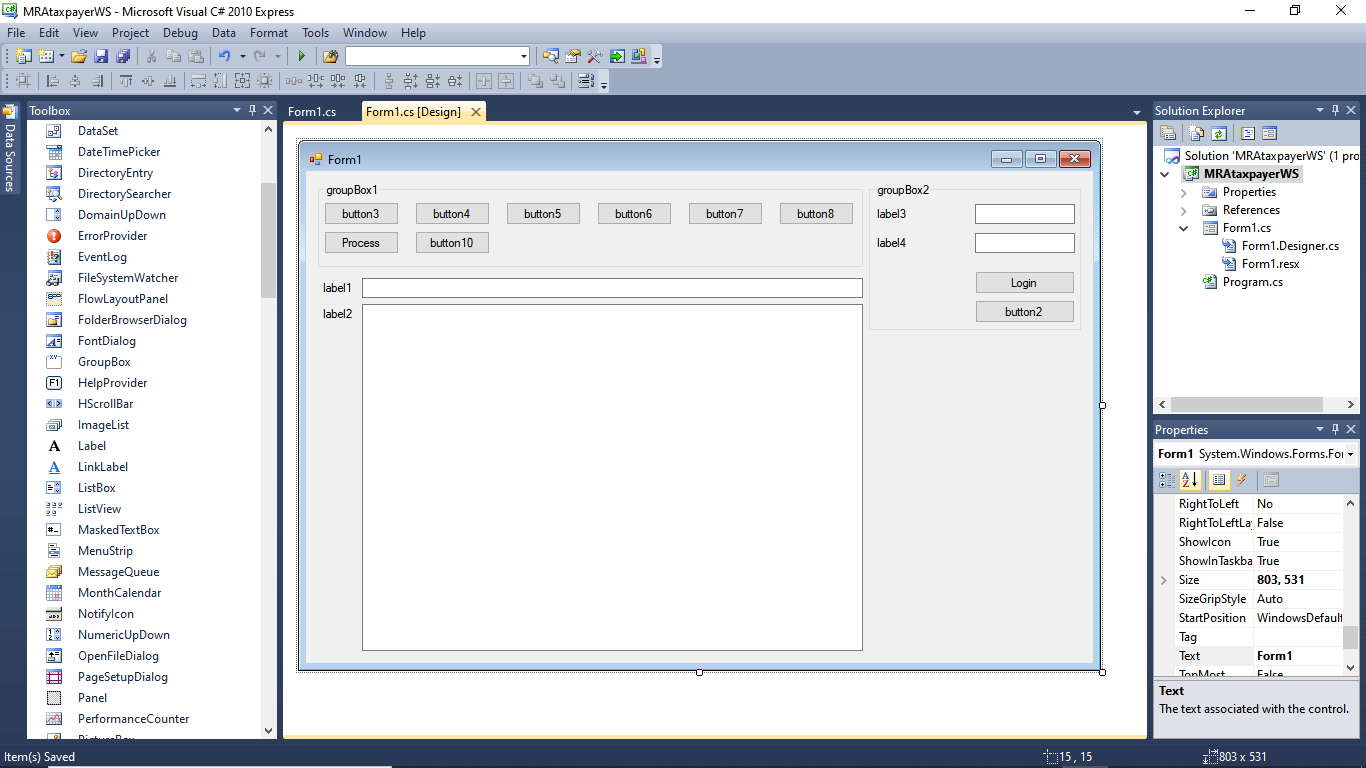 MRAtaxpayerWS - Microsoft Visual C# 2010 Express
File Edit View Project Debug Data Format Tools Window Help
Data Sources
Toolbox
DataSet
DateTimePicker
DirectoryEntry
DirectorySearcher
DomainUpDown
ErrorProvider
EventLog
FileSystemWatcher
FlowLayoutPanel
FolderBrowserDialog
FontDialog
GroupBox
HelpProvider
HScrollBar
ImageList
Label
LinkLabel
ListBox
ListView
MaskedTextBox
MenuStrip
MessageQueue
MonthCalendar
NotifyIcon
NumericUpDown
OpenFileDialog
PageSetupDialog
Panel
PerformanceCounter
Form1.cs Form1.cs [Design]
Form1
groupBox1
button3 button4 button5 button6 button7 button8
Process button10
label1
label2
groupBox2
label3
label4
Login
button2
Solution Explorer
Solution 'MRAtaxpayerWS' (1 pro
MRAtaxpayerWS
Properties
References
Form1.cs
Form1.Designer.cs
Form1.resx
Program.cs
Properties
Form1 System.Windows.Forms.For
RightToLeft No
RightToLeftLa False
ShowIcon True
ShowInTaskba True
Size 803, 531
SizeGripStyle Auto
StartPosition WindowsDefault
Tag
Text Form1
TopMost False
Text
The text associated with the control.
Item(s) Saved 15 , 15 803 x 531